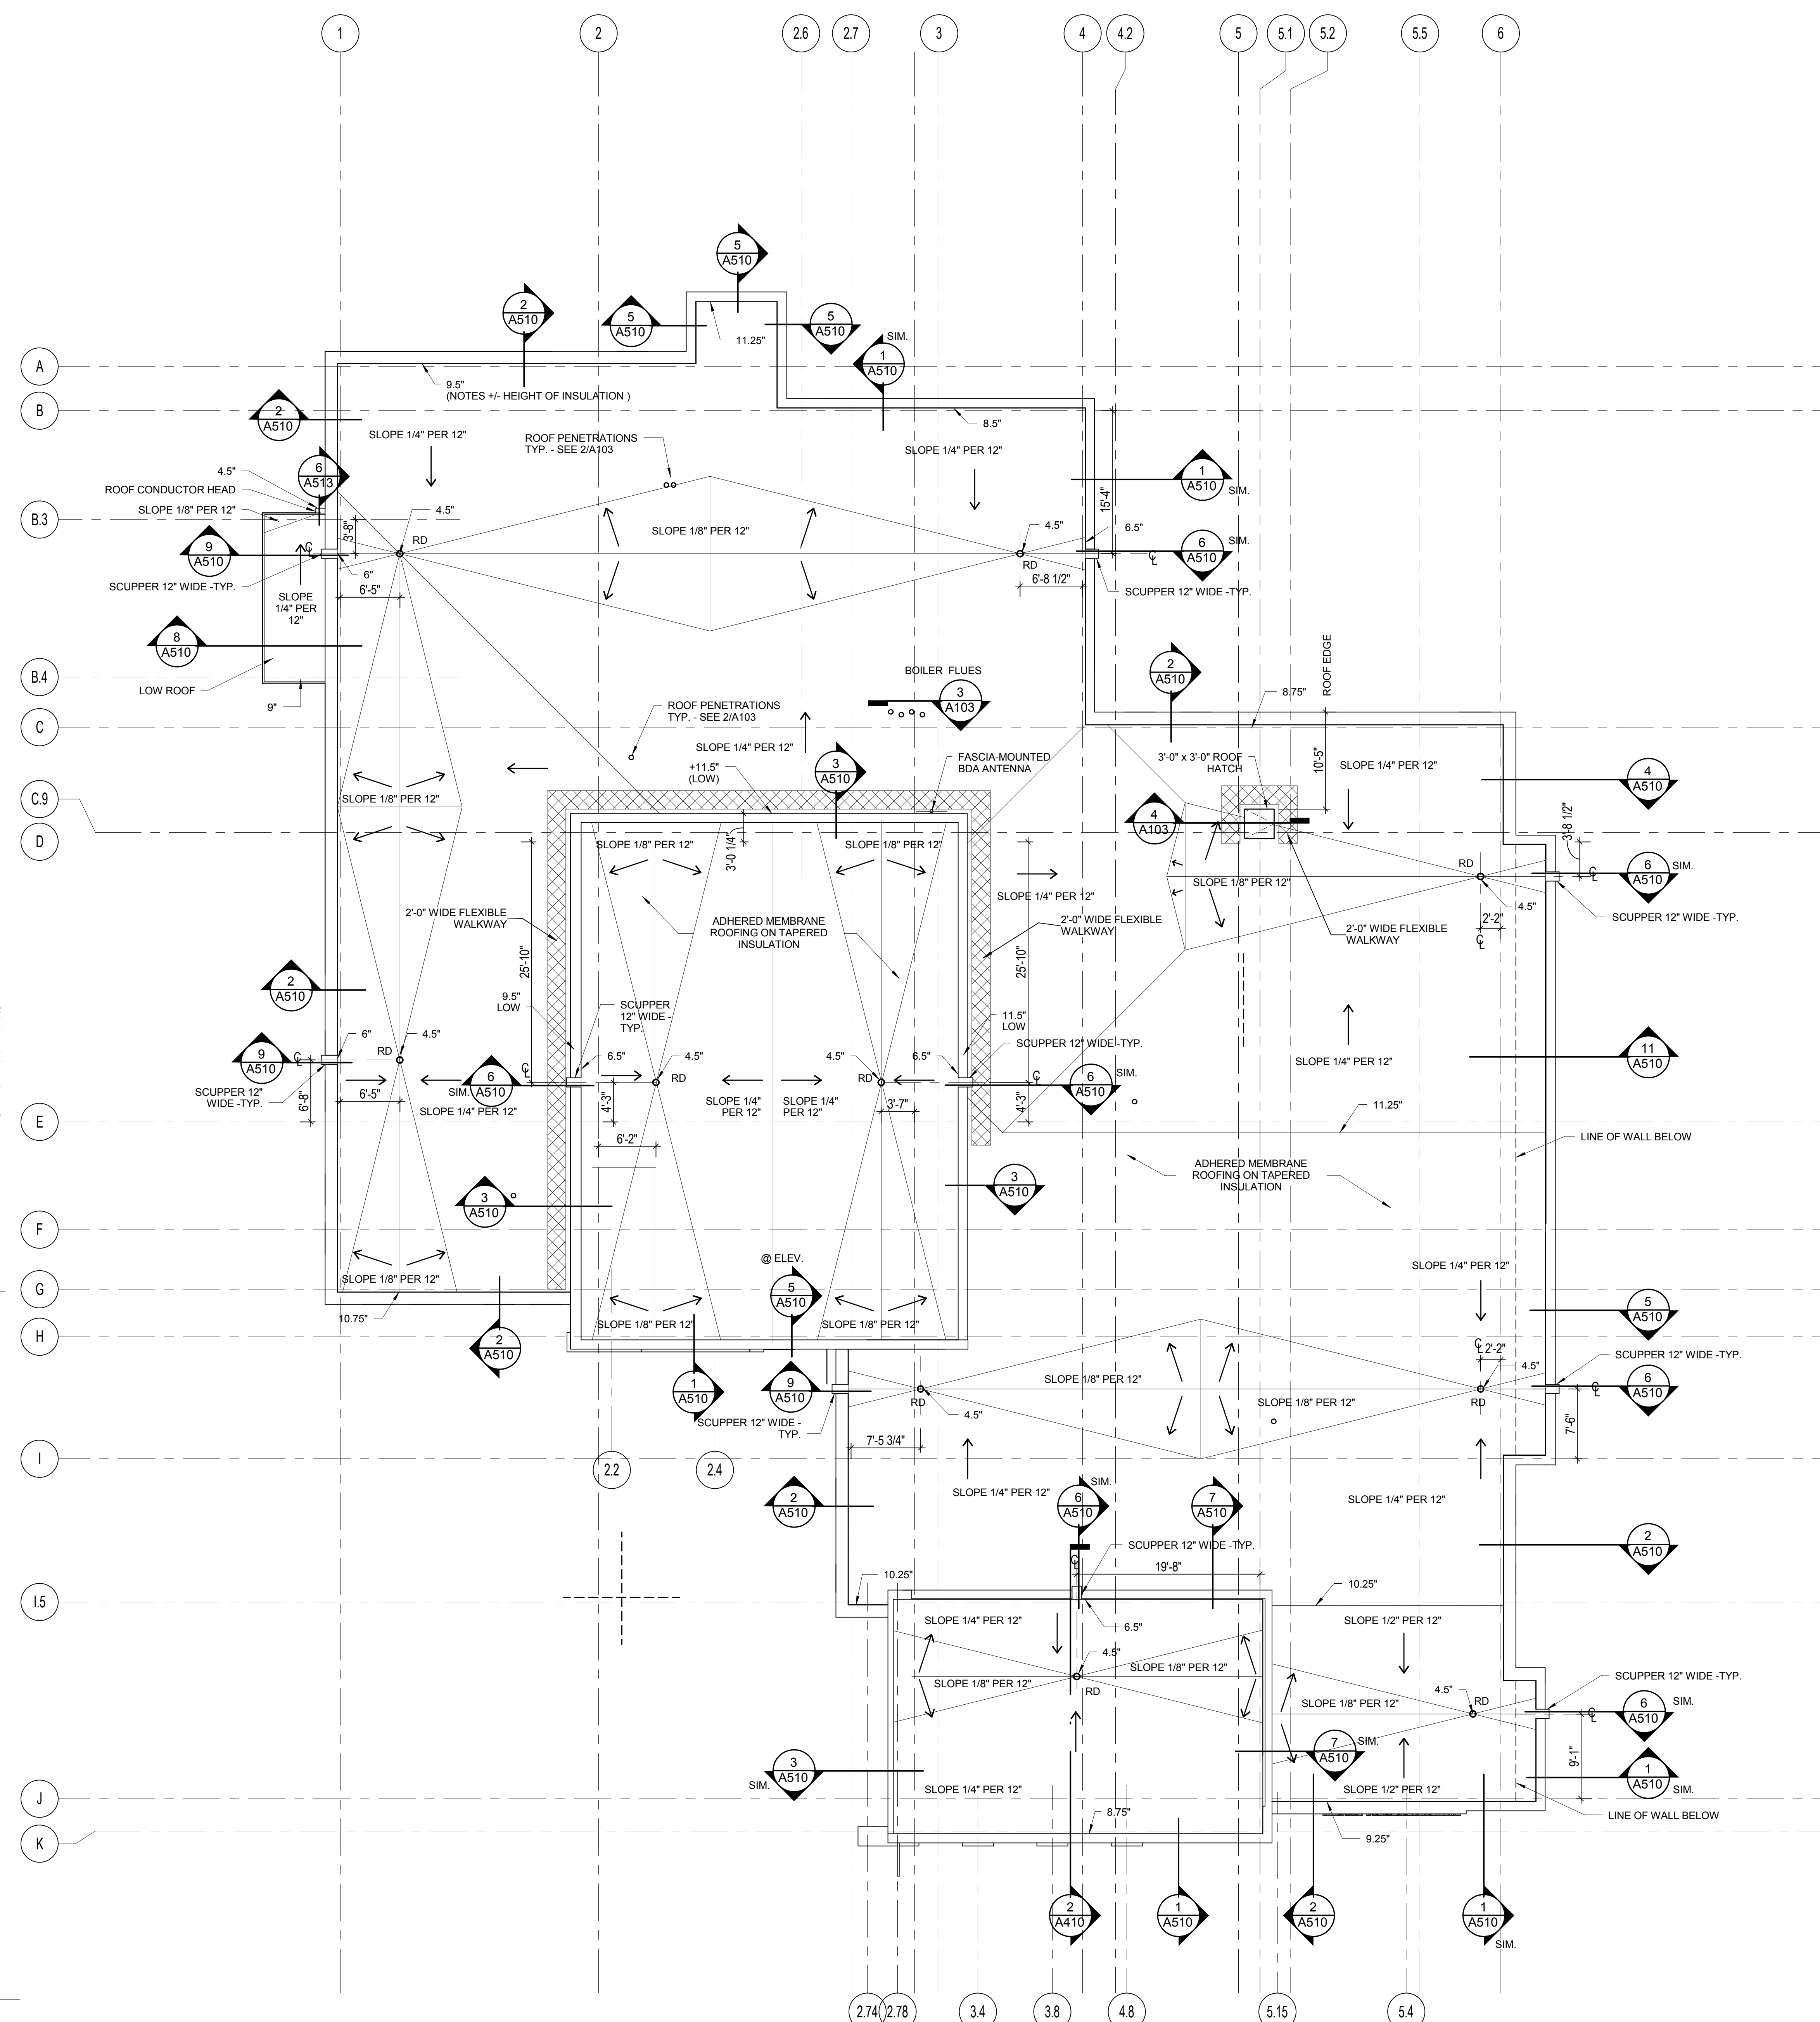 1
2
2.6
2.7
3
4
4.2
5
5.1
5.2
5.5
6
A
B
B.3
B.4
C
C.9
D
E
F
G
H
I
I.5
J
K
5
A510
2
A510
5
A510
5
A510
11.25"
SIM.
1
A510
9.5"
(NOTES +/- HEIGHT OF INSULATION )
2
A510
SLOPE 1/4" PER 12"
8.5"
ROOF PENETRATIONS
TYP. - SEE 2/A103
SLOPE 1/4" PER 12"
4.5"
6
A513
ROOF CONDUCTOR HEAD
SLOPE 1/8" PER 12"
3'-8"
4.5"
RD
9
A510
SCUPPER 12" WIDE -TYP.
6"
6'-5"
SLOPE
1/4" PER
12"
SLOPE 1/8" PER 12"
15'-4"
1
A510
SIM.
4.5"
6.5"
RD
6
A510
SIM.
6'-8 1/2"
SCUPPER 12" WIDE -TYP.
8
A510
LOW ROOF
9"
ROOF EDGE
2
A510
BOILER FLUES
3
A103
8.75"
ROOF PENETRATIONS
TYP. - SEE 2/A103
SLOPE 1/4" PER 12"
+11.5"
(LOW)
3
A510
FASCIA-MOUNTED
BDA ANTENNA
3'-0" x 3'-0" ROOF
HATCH
10'-5"
SLOPE 1/4" PER 12"
4
A510
SLOPE 1/8" PER 12"
4
A103
SLOPE 1/8" PER 12"
3'-0 1/4"
SLOPE 1/8" PER 12"
3'-8 1/2"
RD
6
A510
SIM.
SLOPE 1/8" PER 12"
SLOPE 1/4" PER 12"
4.5"
SCUPPER 12" WIDE -TYP.
2'-2"
2'-0" WIDE FLEXIBLE
WALKWAY
ADHERED MEMBRANE
ROOFING ON TAPERED
INSULATION
2'-0" WIDE FLEXIBLE
WALKWAY
2'-0" WIDE FLEXIBLE
WALKWAY
25'-10"
25'-10"
2
A510
9.5"
LOW
SCUPPER
12" WIDE -
TYP.
11.5"
LOW
6"
4.5"
RD
9
A510
SCUPPER 12"
WIDE -TYP.
6'-8"
6'-5"
SIM.
6
A510
SLOPE 1/4" PER 12"
6.5"
4.5"
RD
4'-3"
6'-2"
SLOPE 1/4"
PER 12"
SLOPE 1/4"
PER 12"
4.5"
RD
6.5"
3'-7"
SCUPPER 12" WIDE -TYP.
6
A510
SIM.
4'-3"
SLOPE 1/4" PER 12"
11
A510
11.25"
LINE OF WALL BELOW
ADHERED MEMBRANE
ROOFING ON TAPERED
INSULATION
3
A510
3
A510
SLOPE 1/8" PER 12"
10.75"
2
A510
@ ELEV.
5
A510
SLOPE 1/8" PER 12"
SLOPE 1/8" PER 12"
SLOPE 1/4" PER 12"
5
A510
1
A510
9
A510
SCUPPER 12" WIDE -
TYP.
RD
4.5"
7'-5 3/4"
SLOPE 1/8" PER 12"
SLOPE 1/8" PER 12"
2'-2"
4.5"
RD
SCUPPER 12" WIDE -TYP.
6
A510
7'-6"
2.2
2.4
2
A510
SLOPE 1/4" PER 12"
SIM.
6
A510
7
A510
SLOPE 1/4" PER 12"
2
A510
SCUPPER 12" WIDE -TYP.
19'-8"
10.25"
10.25"
SLOPE 1/4" PER 12"
6.5"
SLOPE 1/2" PER 12"
4.5"
SLOPE 1/8" PER 12"
SLOPE 1/8" PER 12"
RD
4.5"
RD
SLOPE 1/8" PER 12"
SCUPPER 12" WIDE -TYP.
6
A510
SIM.
9'-1"
SIM.
3
A510
7
A510
SIM.
SLOPE 1/4" PER 12"
SLOPE 1/2" PER 12"
1
A510
SIM.
8.75"
9.25"
LINE OF WALL BELOW
2
A410
1
A510
2
A510
1
A510
SIM.
2.74
2.78
3.4
3.8
4.8
5.15
5.4